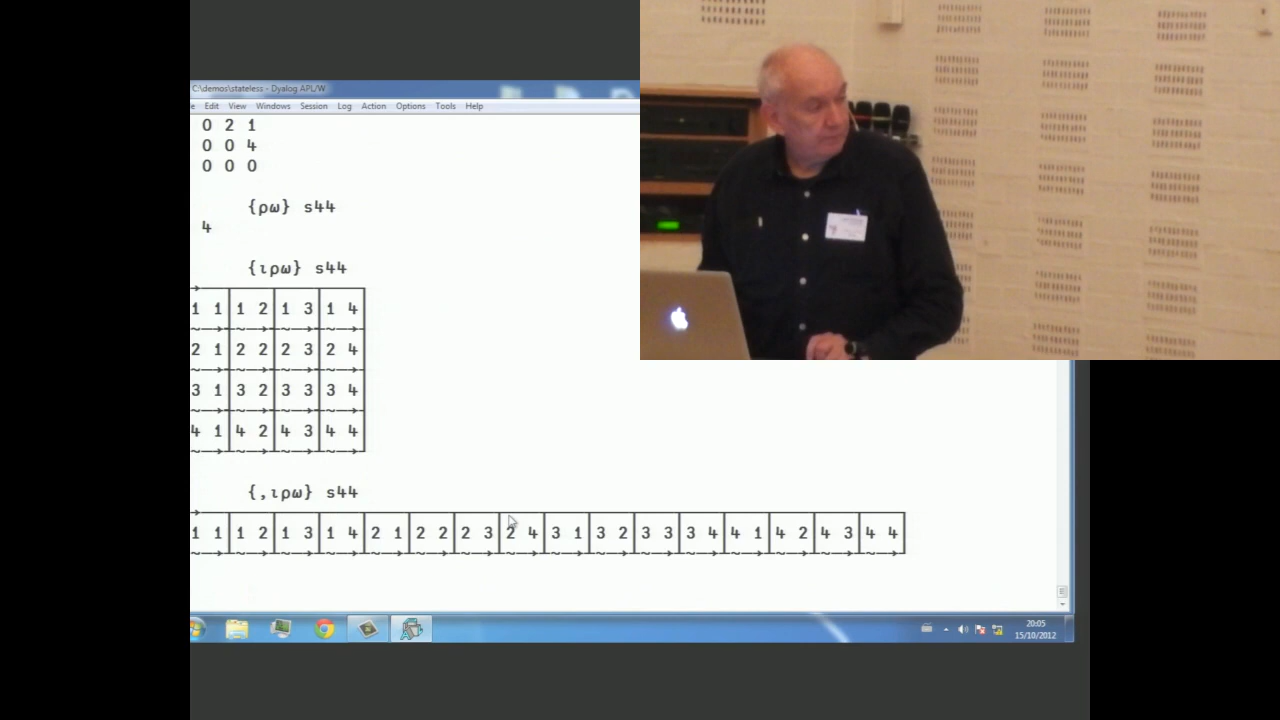 C:\demos\stateless - Dyalog APL/W
e Edit View Windows Session Log Action Options Tools Help
0 2 1
0 0 4
0 0 0
{⍴⍵} s44
4
{⍳⍴⍵} s44
1 1 1 2 1 3 1 4
2 1 2 2 2 3 2 4
3 1 3 2 3 3 3 4
4 1 4 2 4 3 4 4
{,⍳⍴⍵} s44
1 1 1 2 1 3 1 4 2 1 2 2 2 3 2 4 3 1 3 2 3 3 3 4 4 1 4 2 4 3 4 4
20:05
15/10/2012